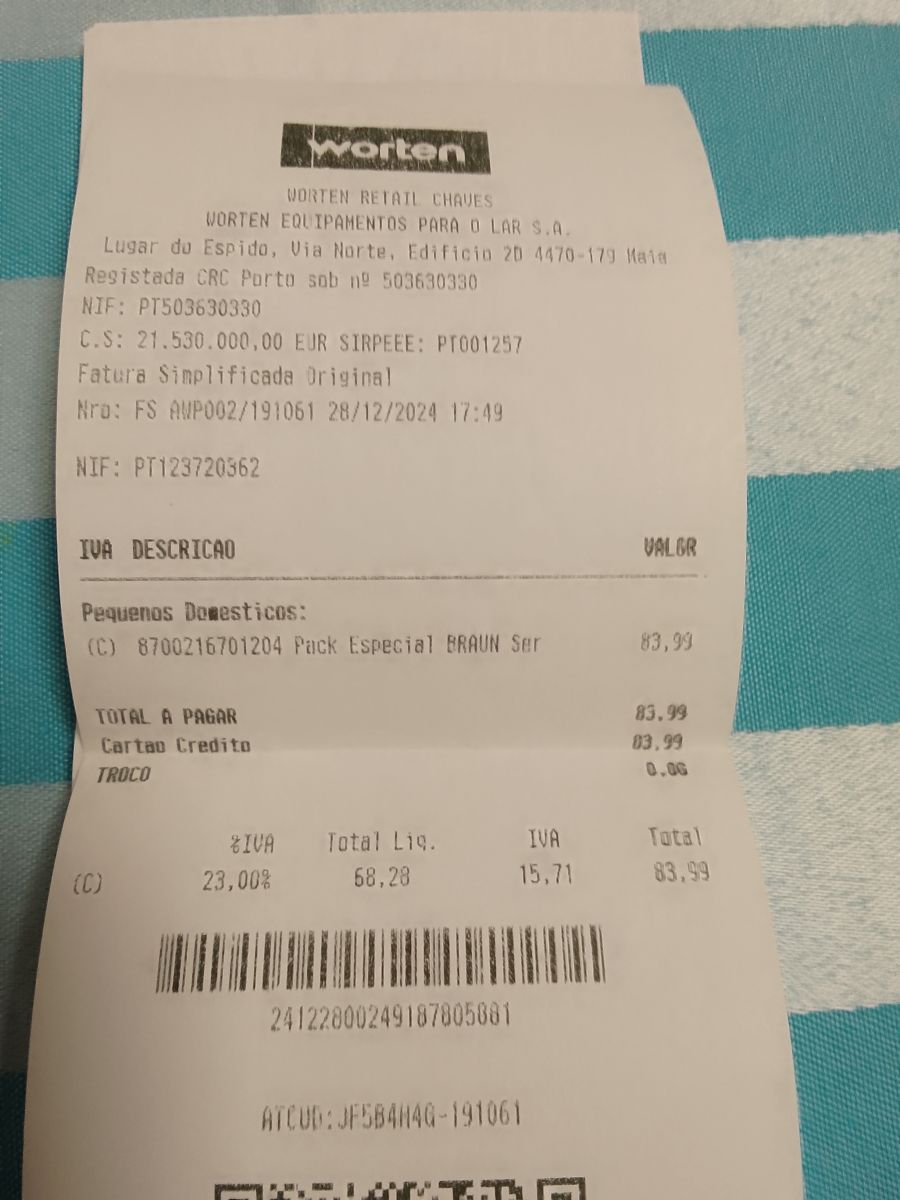 worten
WORTEN RETAIL CHAVES
WORTEN EQUIPAMENTOS PARA O LAR S.A.
Lugar do Espido, Via Norte, Edificio 2D 4470-179 Maia
Registada CRC Porto sob nº 503630330
NIF: PT503630330
C.S: 21.530.000,00 EUR SIRPEEE: PT001257
Fatura Simplificada Original
Nro: FS AWP002/191061 28/12/2024 17:49
NIF: PT123720362
IVA DESCRICAO VALOR
Pequenos Domesticos:
(C) 8700216701204 Pack Especial BRAUN Ser 83,99
TOTAL A PAGAR 83.99
Cartao Credito 83.99
TROCO 0.00
%IVA Total Liq. IVA Total
(C) 23,00% 68,28 15,71 83,99
24122800249187805881
ATCUD:JF5B4H4G-191061